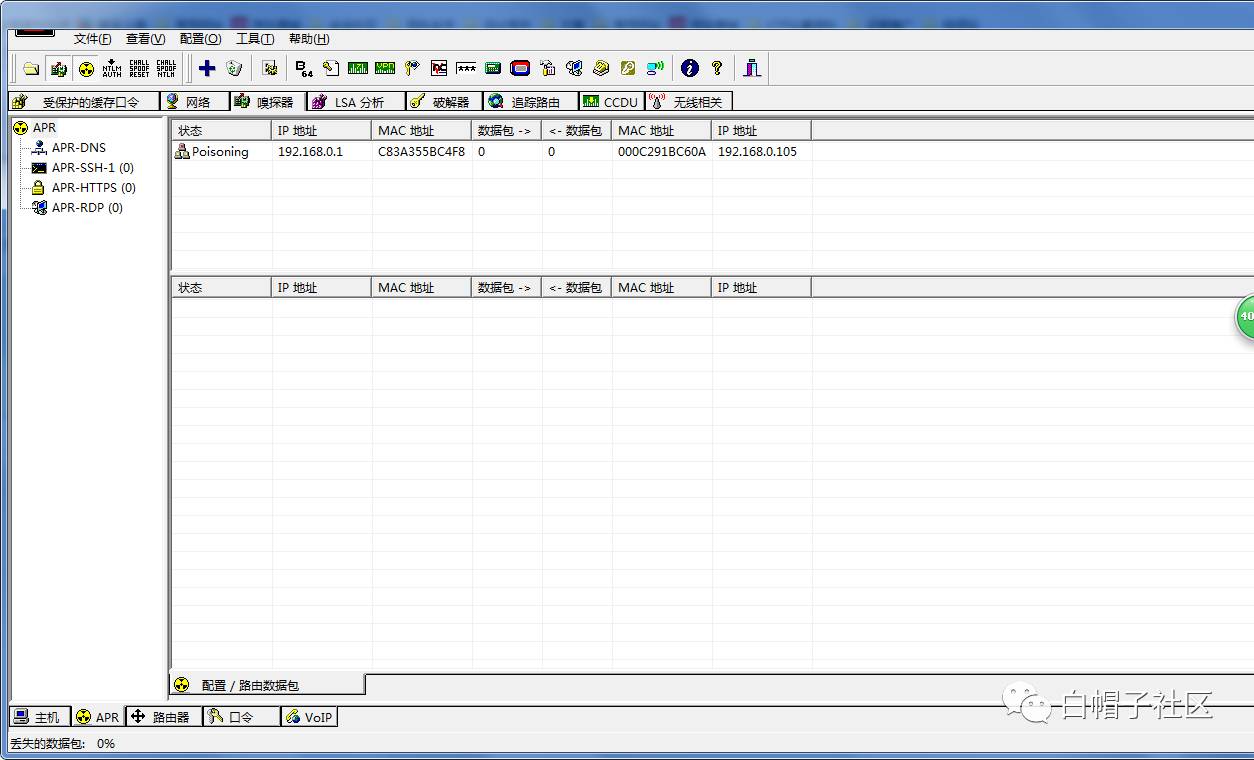 文件(F) 查看(V) 配置(O) 工具(T) 帮助(H)
B 64 NTLM AUTH CHALL SPOOF RESET CHALL SPOOF NTLM
受保护的缓存口令 网络 嗅探器 LSA 分析 破解器 追踪路由 CCDU 无线相关
APR
APR-DNS
APR-SSH-1 (0)
APR-HTTPS (0)
APR-RDP (0)
状态 IP 地址 MAC 地址 数据包 -> <- 数据包 MAC 地址 IP 地址
Poisoning 192.168.0.1 C83A355BC4F8 0 0 000C291BC60A 192.168.0.105
状态 IP 地址 MAC 地址 数据包 -> <- 数据包 MAC 地址 IP 地址
40
配置 / 路由数据包
主机 APR 路由器 口令 VoIP
白帽子社区
丢失的数据包: 0%